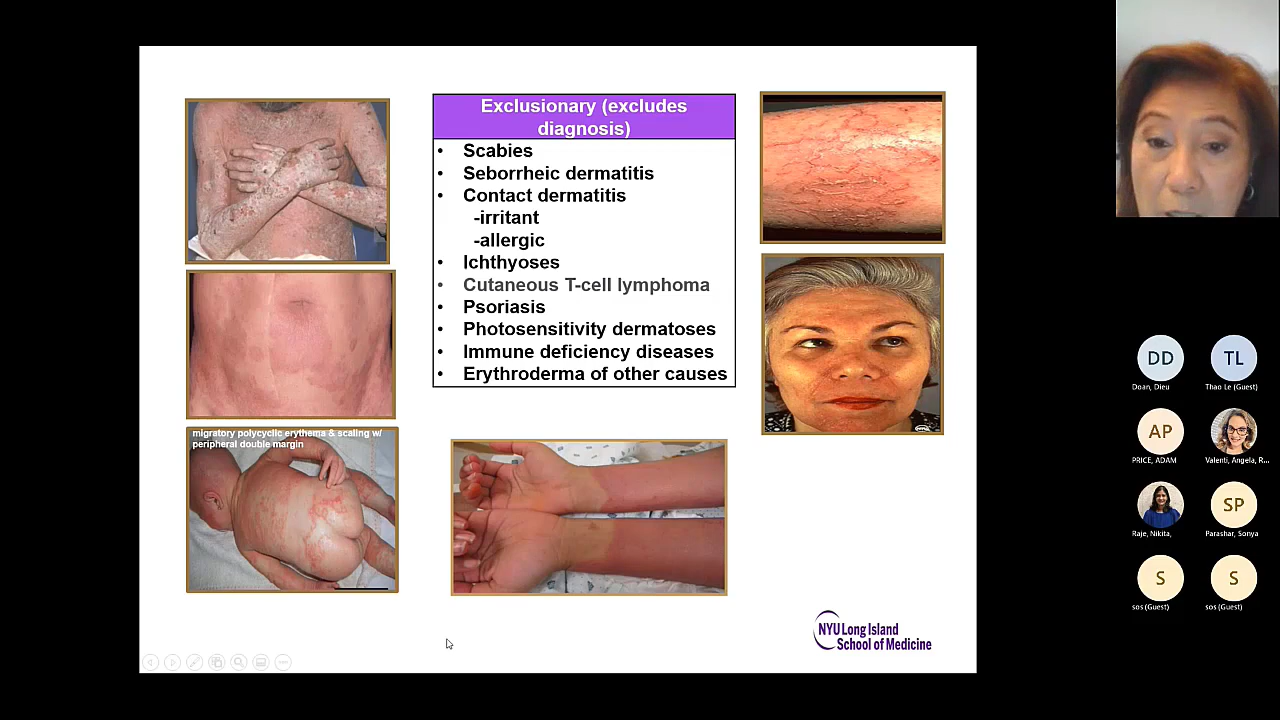 Exclusionary (excludes
diagnosis)
• Scabies
• Seborrheic dermatitis
• Contact dermatitis
-irritant
-allergic
• Ichthyoses
• Cutaneous T-cell lymphoma
• Psoriasis
• Photosensitivity dermatoses
• Immune deficiency diseases
• Erythroderma of other causes
migratory polycyclic erythema & scaling w/
peripheral double margin
NYU Long Island
School of Medicine
DD
Doan, Dieu
TL
Thao Le (Guest)
AP
PRICE, ADAM
Valenti, Angela, R...
Raje, Nikita,
SP
Parashar, Sonya
S
sos (Guest)
S
sos (Guest)